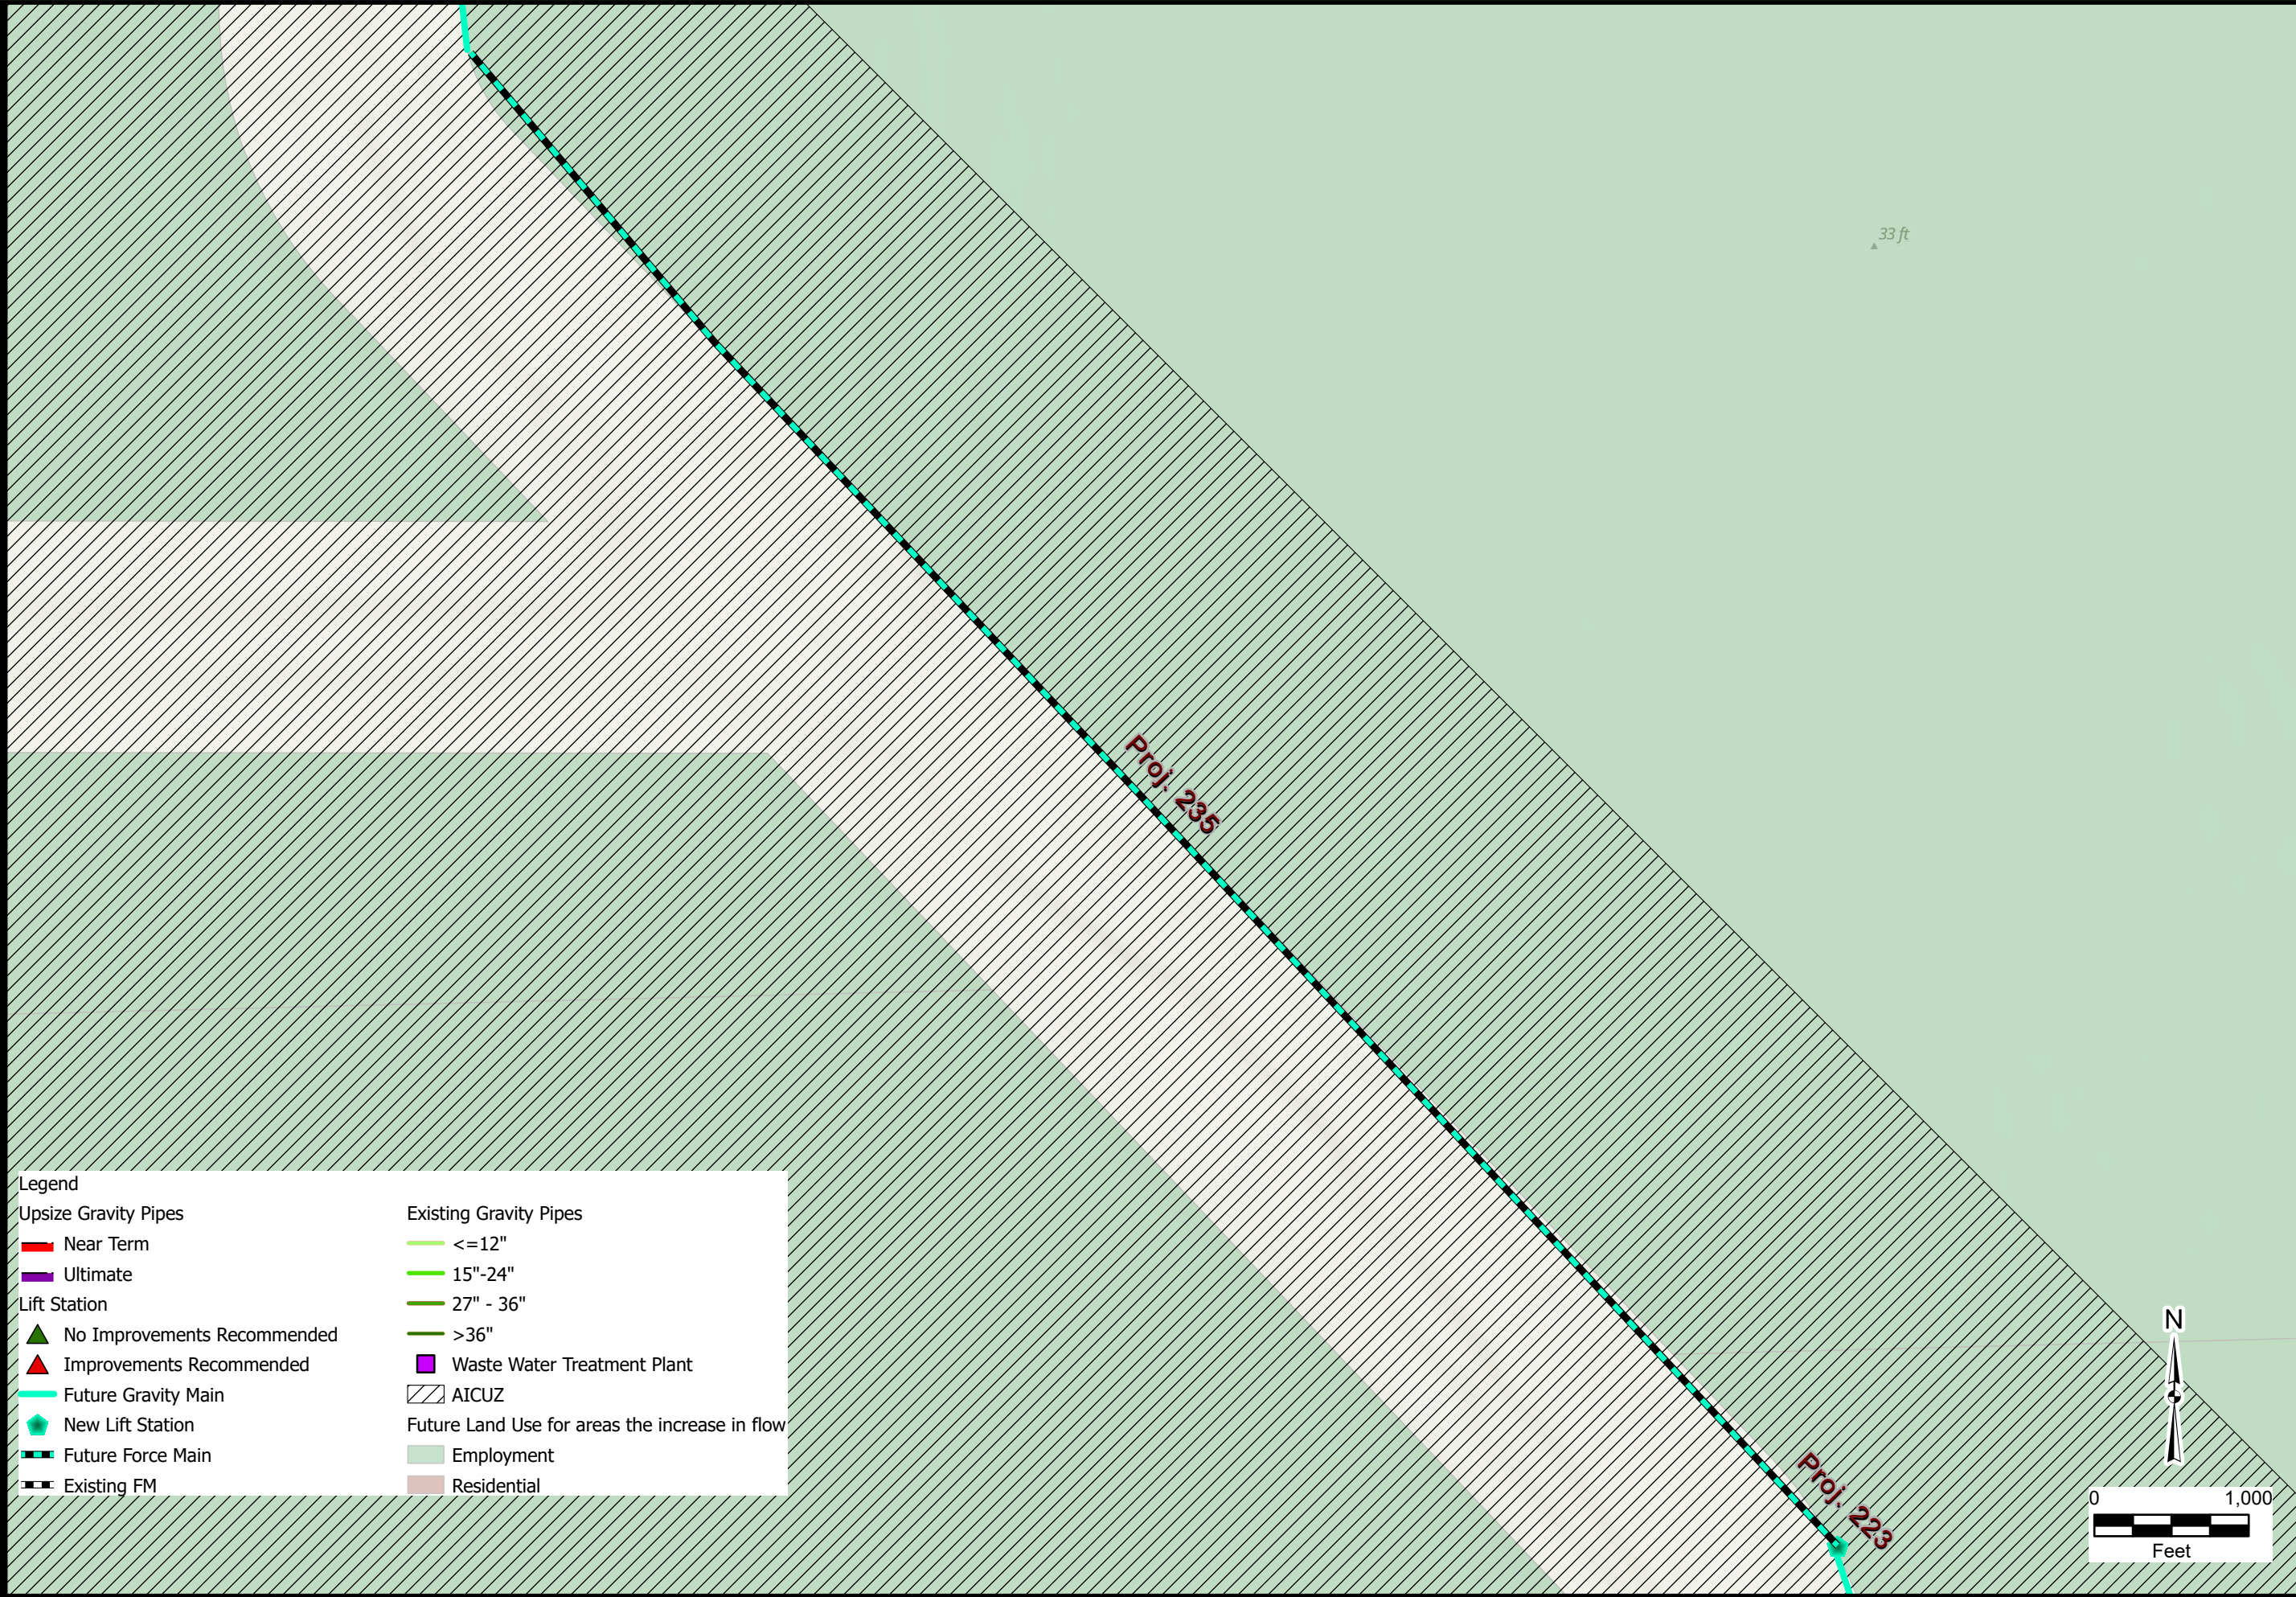 33 ft
Proj. 235
Proj. 223
Legend
Upsize Gravity Pipes
Near Term
Ultimate
Lift Station
No Improvements Recommended
Improvements Recommended
Future Gravity Main
New Lift Station
Future Force Main
Existing FM
Existing Gravity Pipes
<=12"
15"-24"
27" - 36"
>36"
Waste Water Treatment Plant
AICUZ
Future Land Use for areas the increase in flow
Employment
Residential
N
0 1,000
Feet